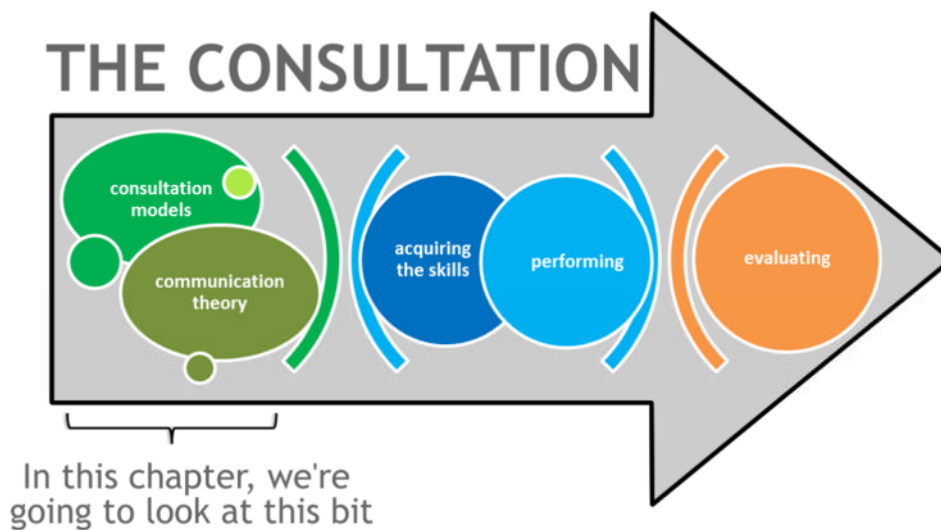 THE CONSULTATION
consultation
models
communication
theory
acquiring
the skills
performing
evaluating
In this chapter, we're
going to look at this bit